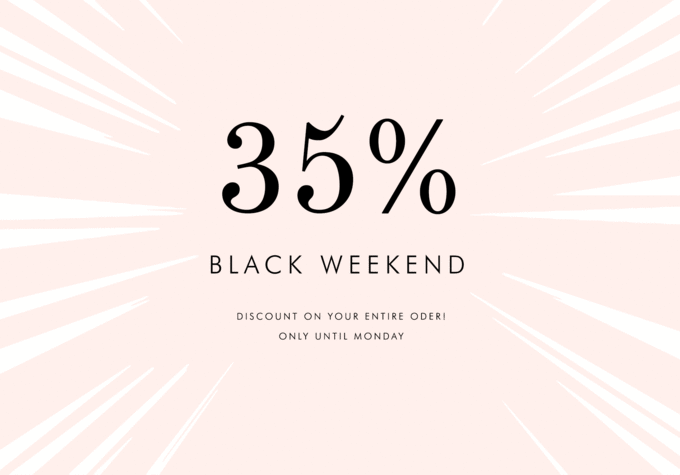 35%
BLACK WEEKEND
DISCOUNT ON YOUR ENTIRE ODER!
ONLY UNTIL MONDAY